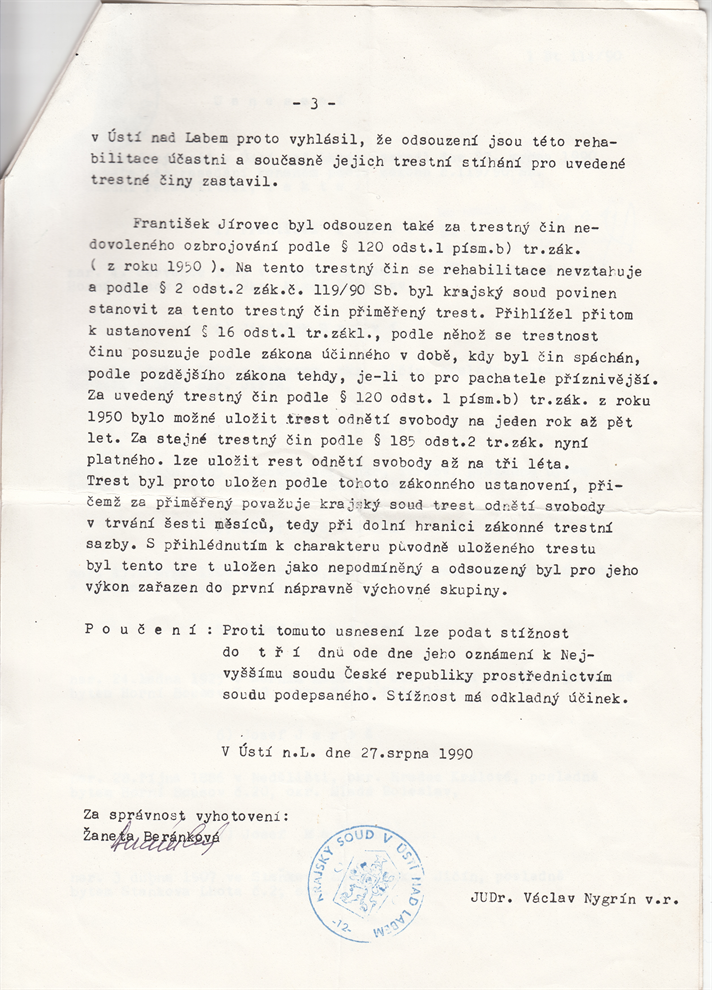 - 3 -
v Ústí nad Labem proto vyhlásil, že odsouzení jsou této reha-
bilitace účastni a současně jejich trestní stíhání pro uvedené
trestné činy zastavil.
František Jírovec byl odsouzen také za trestný čin ne-
dovoleného ozbrojování podle § 120 odst.1 písm.b) tr.zák.
( z roku 1950 ). Na tento trestný čin se rehabilitace nevztahuje
a podle § 2 odst.2 zák.č. 119/90 Sb. byl krajský soud povinen
stanovit za tento trestný čin přiměřený trest. Přihlížel přitom
k ustanovení § 16 odst.1 tr.zákl., podle něhož se trestnost
činu posuzuje podle zákona účinného v době, kdy byl čin spáchán,
podle pozdějšího zákona tehdy, je-li to pro pachatele příznivější.
Za uvedený trestný čin podle § 120 odst. 1 písm.b) tr.zák. z roku
1950 bylo možné uložit trest odnětí svobody na jeden rok až pět
let. Za stejné trestný čin podle § 185 odst.2 tr.zák. nyní
platného. lze uložit rest odnětí svobody až na tři léta.
Trest byl proto uložen podle tohoto zákonného ustanovení, při-
čemž za přiměřený považuje krajský soud trest odnětí svobody
v trvání šesti měsíců, tedy při dolní hranici zákonné trestní
sazby. S přihlédnutím k charakteru původně uloženého trestu
byl tento tre t uložen jako nepodmíněný a odsouzený byl pro jeho
výkon zařazen do první nápravně výchovné skupiny.
P o u č e n í : Proti tomuto usnesení lze podat stížnost
do t ř í dnů ode dne jeho oznámení k Nej-
vyššímu soudu České republiky prostřednictvím
soudu podepsaného. Stížnost má odkladný účinek.
V Ústí n.L. dne 27.srpna 1990
Za správnost vyhotovení:
Žaneta Beránková
KRAJSKÝ SOUD V ÚSTÍ NAD LABEM
-12-
JUDr. Václav Nygrín v.r.